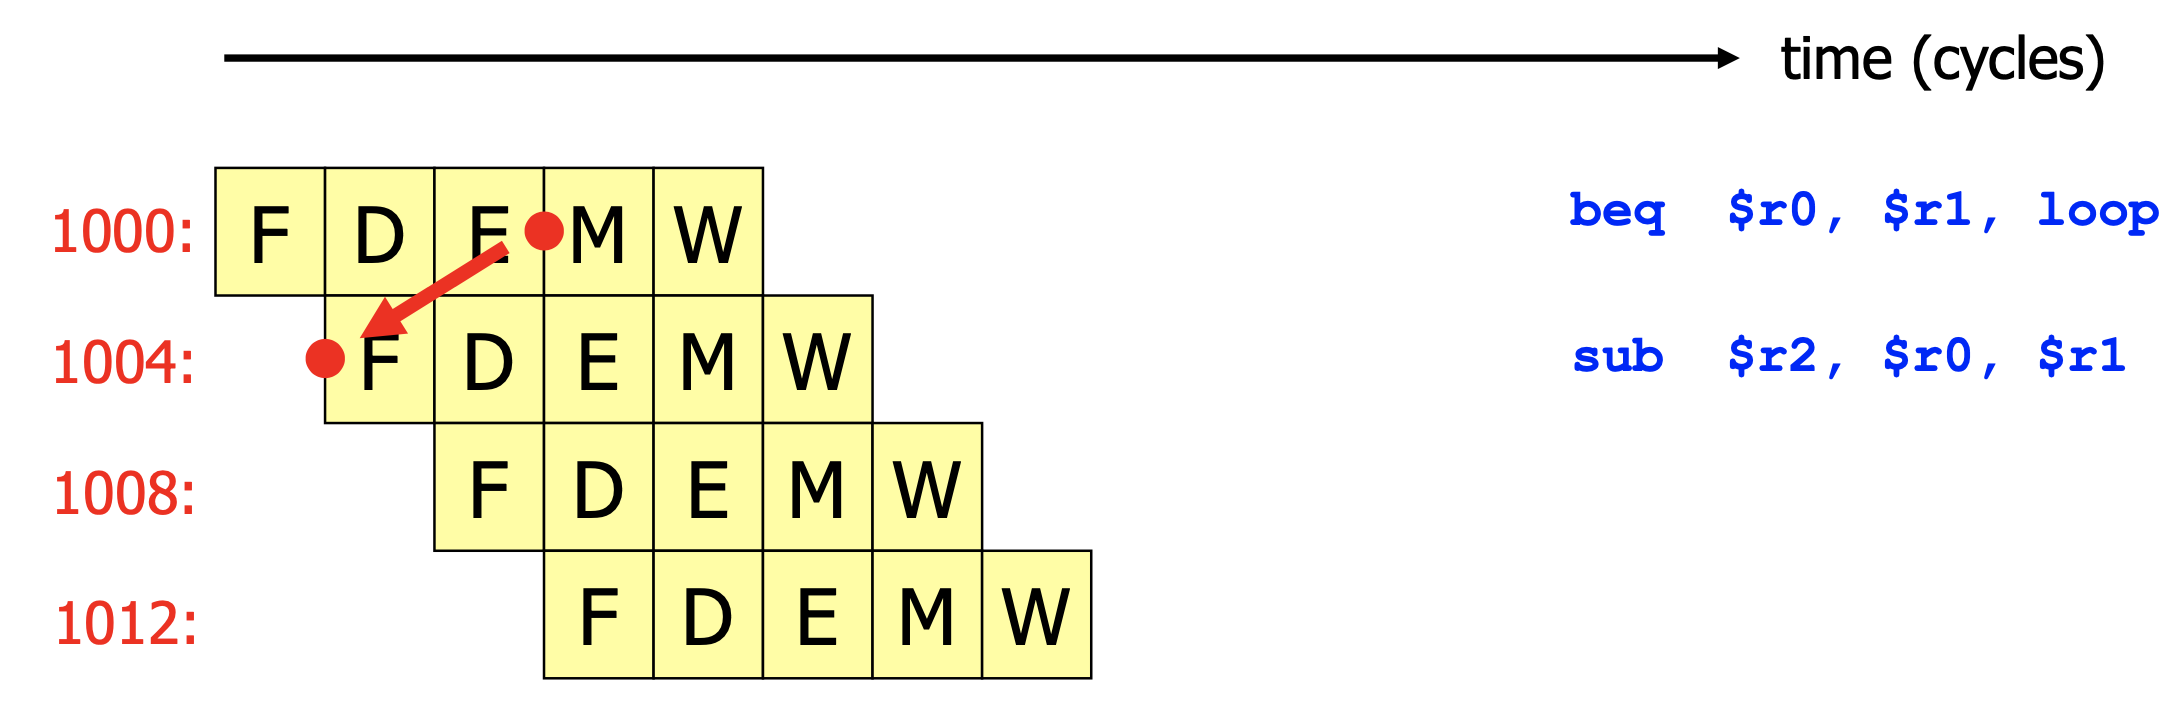 time (cycles)
1000: F D E M W beq $r0, $r1, loop
1004: F D E M W sub $r2, $r0, $r1
1008: F D E M W
1012: F D E M W